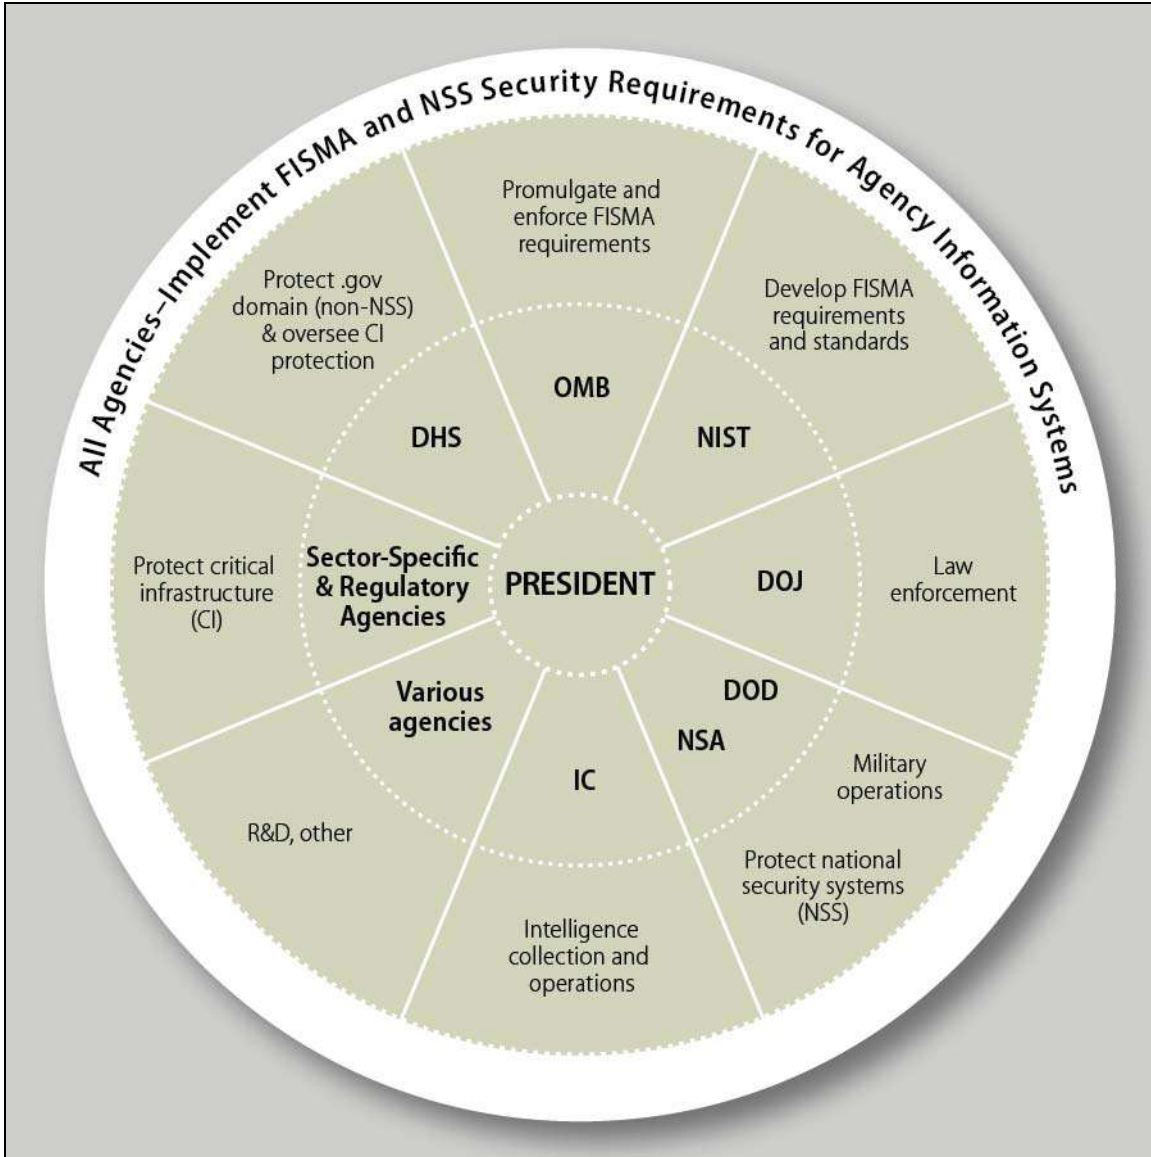 All Agencies–Implement FISMA and NSS Security Requirements for Agency Information Systems
Promulgate and
enforce FISMA
requirements
OMB
Develop FISMA
requirements
and standards
NIST
Law
enforcement
DOJ
Military
operations
DOD
Protect national
security systems
(NSS)
NSA
Intelligence
collection and
operations
IC
R&D, other
Various
agencies
Protect critical
infrastructure
(CI)
Sector-Specific
& Regulatory
Agencies
Protect .gov
domain (non-NSS)
& oversee CI
protection
DHS
PRESIDENT